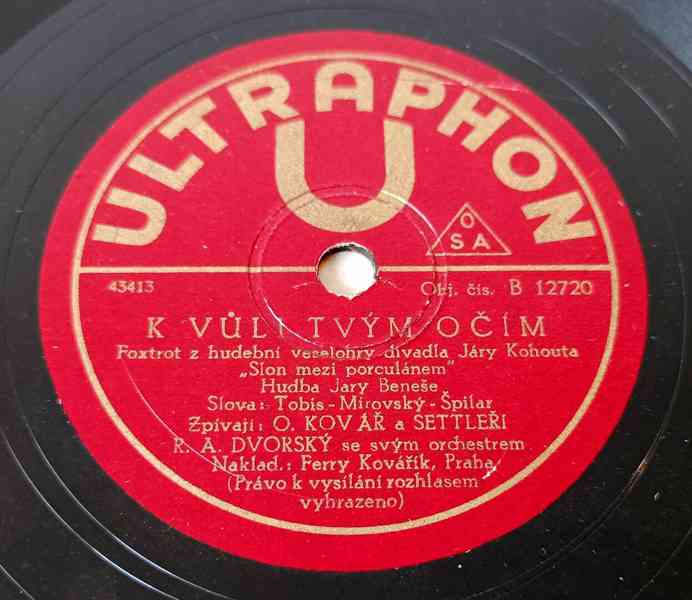 ULTRAPHON
U
O
SA
43413 Obj. čís. B 12720
K VŮLI TVÝM OČÍM
Foxtrot z hudební veselohry divadla Járy Kohouta
„Slon mezi porculánem"
Hudba Jary Beneše
Slova: Tobis-Mírovský-Špilar
Zpívají: O. KOVÁŘ a SETTLEŘI
R. A. DVORSKÝ se svým orchestrem
Naklad.: Ferry Kovářík, Praha
(Právo k vysílání rozhlasem
vyhrazeno)